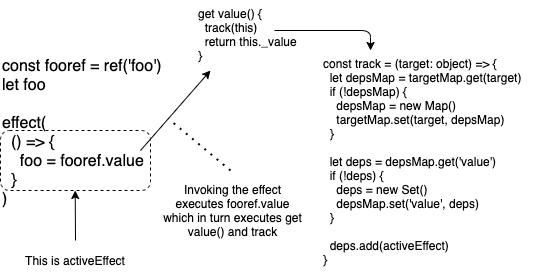 const fooref = ref('foo')
let foo
effect(
() => {
foo = fooref.value
}
)
This is activeEffect
get value() {
track(this)
return this._value
}
Invoking the effect
executes fooref.value
which in turn executes get
value() and track
const track = (target: object) => {
let depsMap = targetMap.get(target)
if (!depsMap) {
depsMap = new Map()
targetMap.set(target, depsMap)
}
let deps = depsMap.get('value')
if (!deps) {
deps = new Set()
depsMap.set('value', deps)
}
deps.add(activeEffect)
}